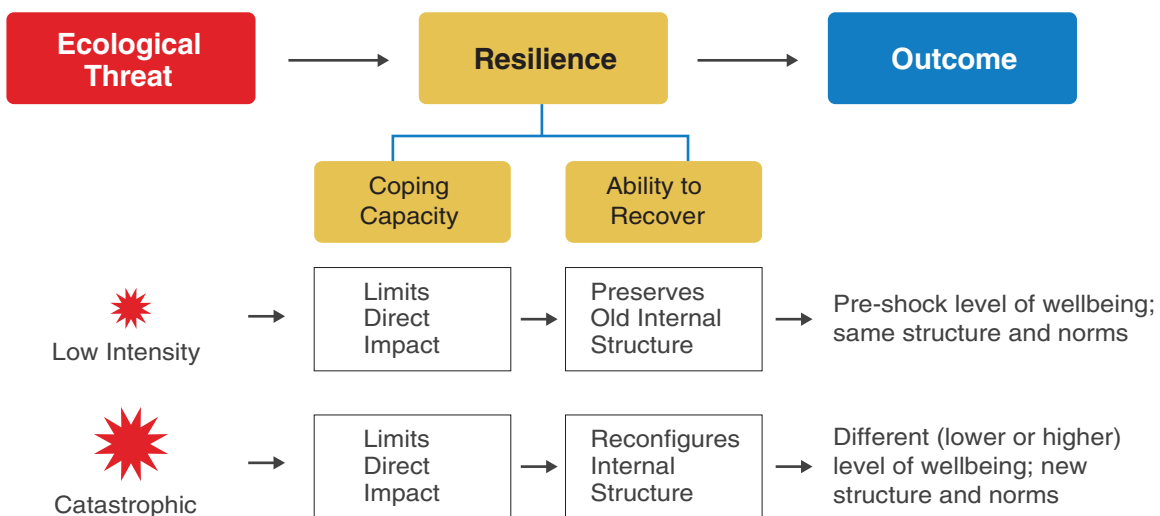 Ecological
Threat
Resilience
Outcome
Coping
Capacity
Ability to
Recover
Low Intensity
Limits
Direct
Impact
Preserves
Old Internal
Structure
Pre-shock level of wellbeing;
same structure and norms
Catastrophic
Limits
Direct
Impact
Reconfigures
Internal
Structure
Different (lower or higher)
level of wellbeing; new
structure and norms